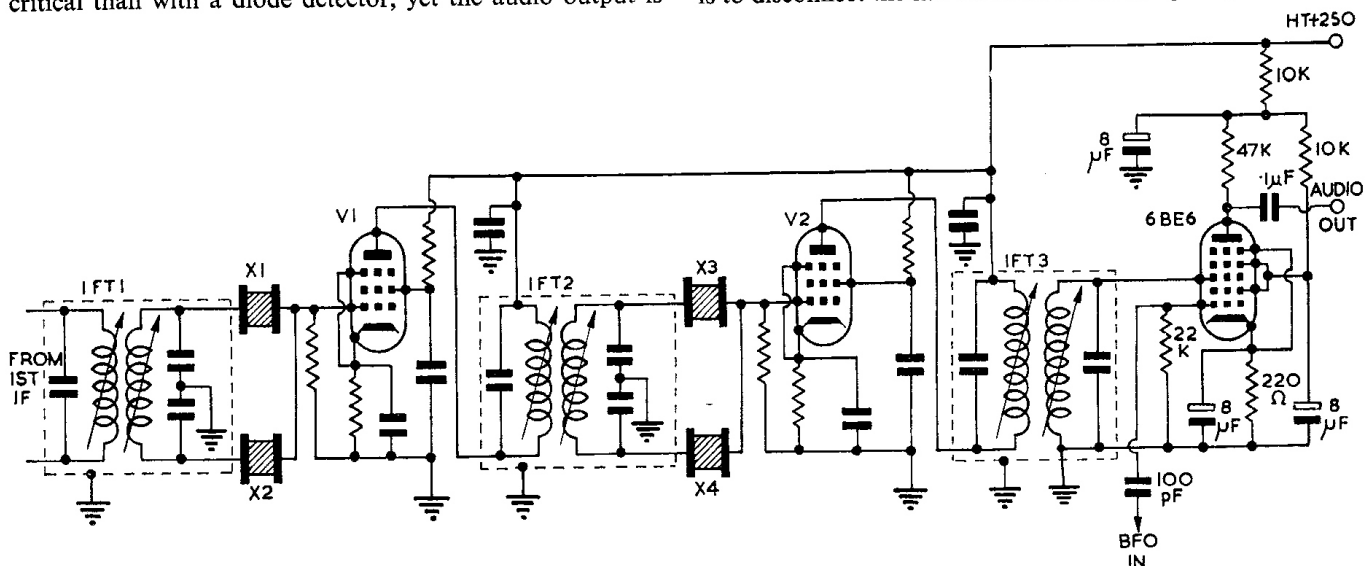 critical than with a diode detector, yet the audio output is
is to disconnect the
HT+250
10K
8
µF
47K
10K
·1µF
AUDIO
OUT
6BE6
V1
V2
X1
X3
IFT1
IFT2
IFT3
FROM
1ST
IF
22
K
220
Ω
8
µF
8
µF
X2
X4
100
pF
BFO
IN